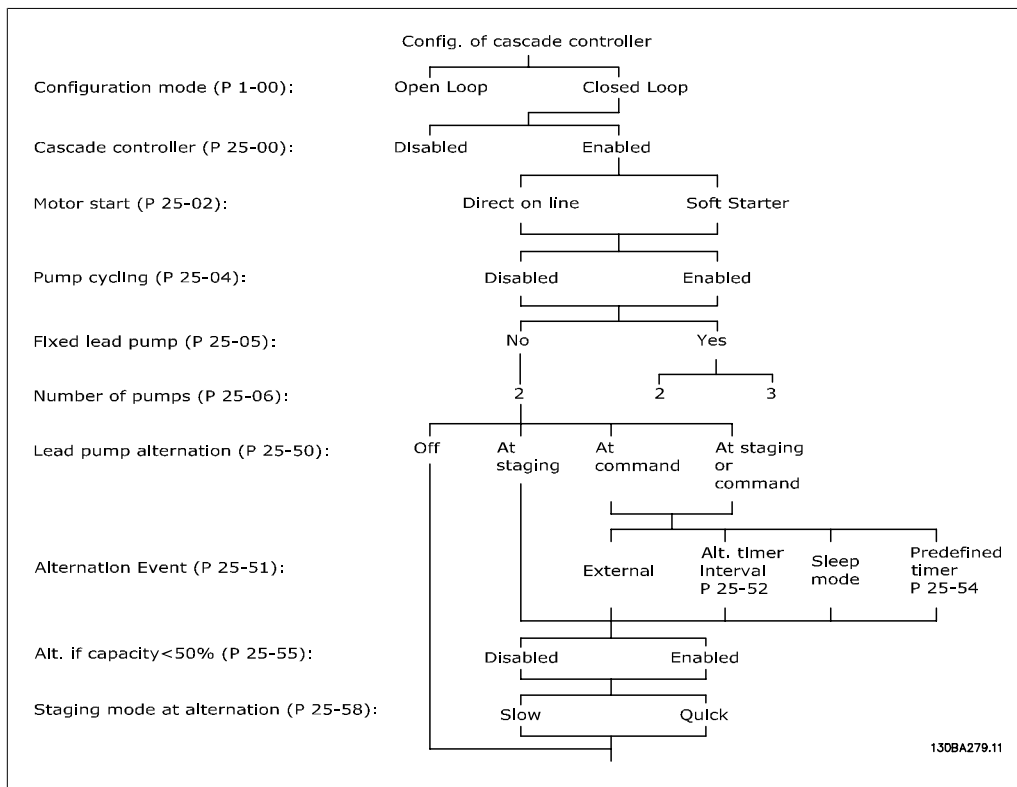 Config. of cascade controller
Configuration mode (P 1-00): Open Loop Closed Loop
Cascade controller (P 25-00): Disabled Enabled
Motor start (P 25-02): Direct on line Soft Starter
Pump cycling (P 25-04): Disabled Enabled
Fixed lead pump (P 25-05): No Yes
Number of pumps (P 25-06): 2 2 3
Lead pump alternation (P 25-50): Off At staging At command At staging or command
Alternation Event (P 25-51): External Alt. timer Interval P 25-52 Sleep mode Predefined timer P 25-54
Alt. if capacity<50% (P 25-55): Disabled Enabled
Staging mode at alternation (P 25-58): Slow Quick
130BA279.11